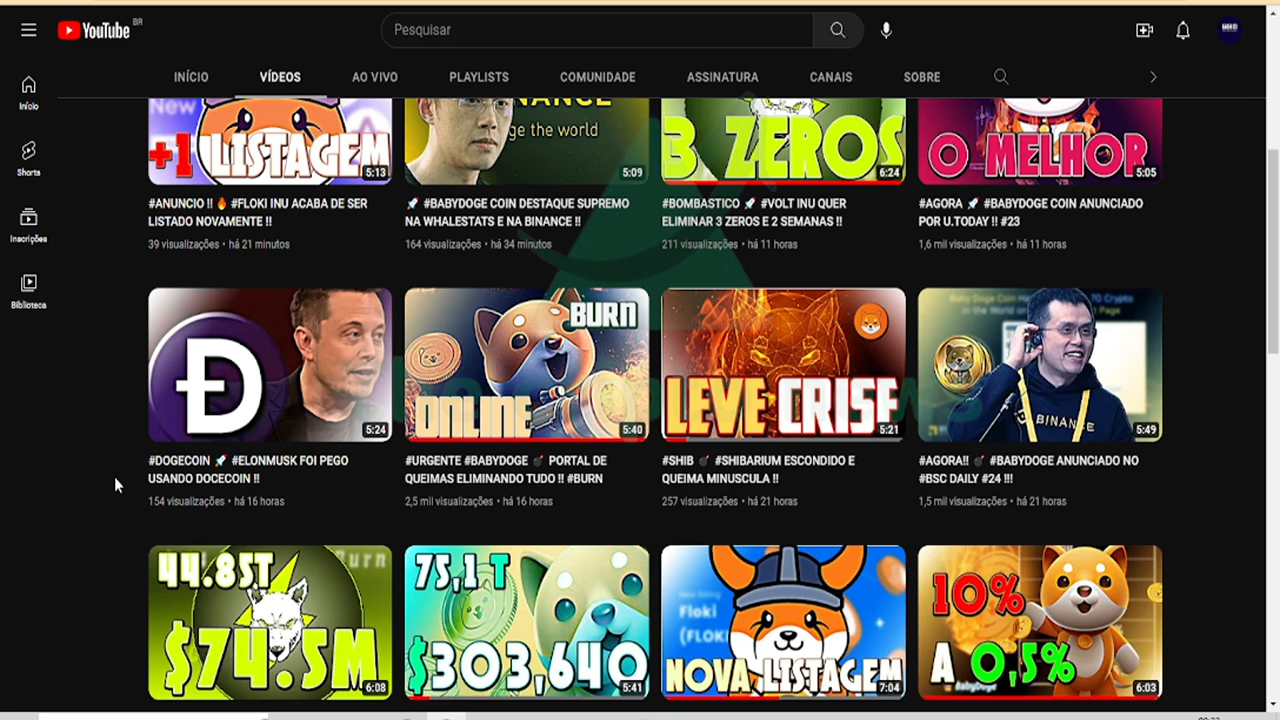 YouTube BR
Pesquisar
INÍCIO VÍDEOS AO VIVO PLAYLISTS COMUNIDADE ASSINATURA CANAIS SOBRE
Início
Shorts
Inscrições
Biblioteca
New
+1 LISTAGEM
5:13
ge the world
5:09
3 ZEROS
6:24
O MELHOR
5:05
#ANUNCIO !! 🔥 #FLOKI INU ACABA DE SER
LISTADO NOVAMENTE !!
39 visualizações • há 21 minutos
🚀 #BABYDOGE COIN DESTAQUE SUPREMO
NA WHALESTATS E NA BINANCE !!
164 visualizações • há 34 minutos
#BOMBASTICO 🚀 #VOLT INU QUER
ELIMINAR 3 ZEROS E 2 SEMANAS !!
211 visualizações • há 11 horas
#AGORA 🚀 #BABYDOGE COIN ANUNCIADO
POR U.TODAY !! #23
1,6 mil visualizações • há 11 horas
5:24
BURN
ONLINE
5:40
LEVE CRISE
5:21
BINANCE
5:49
#DOGECOIN 🚀 #ELONMUSK FOI PEGO
USANDO DOCECOIN !!
154 visualizações • há 16 horas
#URGENTE #BABYDOGE 💣 PORTAL DE
QUEIMAS ELIMINANDO TUDO !! #BURN
2,5 mil visualizações • há 16 horas
#SHIB 💣 #SHIBARIUM ESCONDIDO E
QUEIMA MINUSCULA !!
257 visualizações • há 21 horas
#AGORA!! 💣 #BABYDOGE ANUNCIADO NO
#BSC DAILY #24 !!!
1,5 mil visualizações • há 21 horas
44.85T
$74.5M
6:08
75,1 T
$303,640
5:41
Floki
NOVA LISTAGEM
7:04
10%
A 0,5%
BabyDoge
6:03